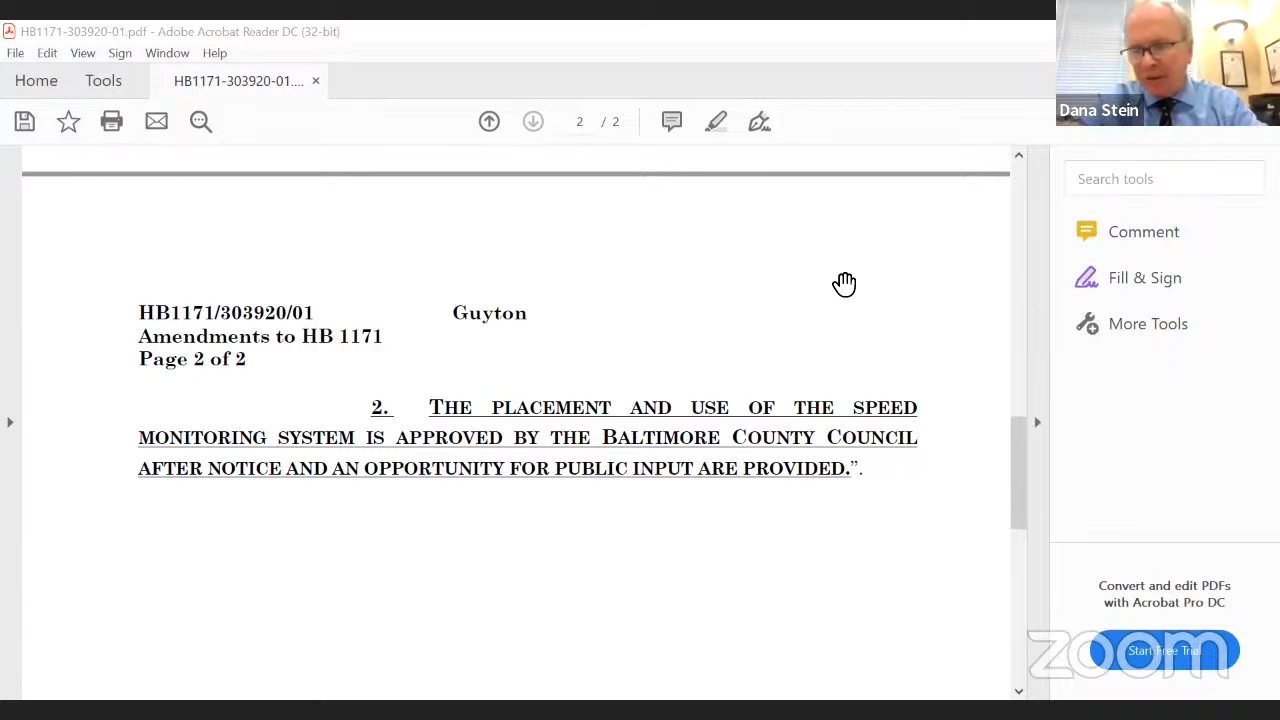 HB1171-303920-01.pdf - Adobe Acrobat Reader DC (32-bit)
File Edit View Sign Window Help
Home Tools HB1171-303920-01.... ×
2 / 2
Dana Stein
Search tools
Comment
Fill & Sign
More Tools
HB1171/303920/01 Guyton
Amendments to HB 1171
Page 2 of 2
2. THE PLACEMENT AND USE OF THE SPEED
MONITORING SYSTEM IS APPROVED BY THE BALTIMORE COUNTY COUNCIL
AFTER NOTICE AND AN OPPORTUNITY FOR PUBLIC INPUT ARE PROVIDED.”.
Convert and edit PDFs
with Acrobat Pro DC
Start Free Trial
zoom